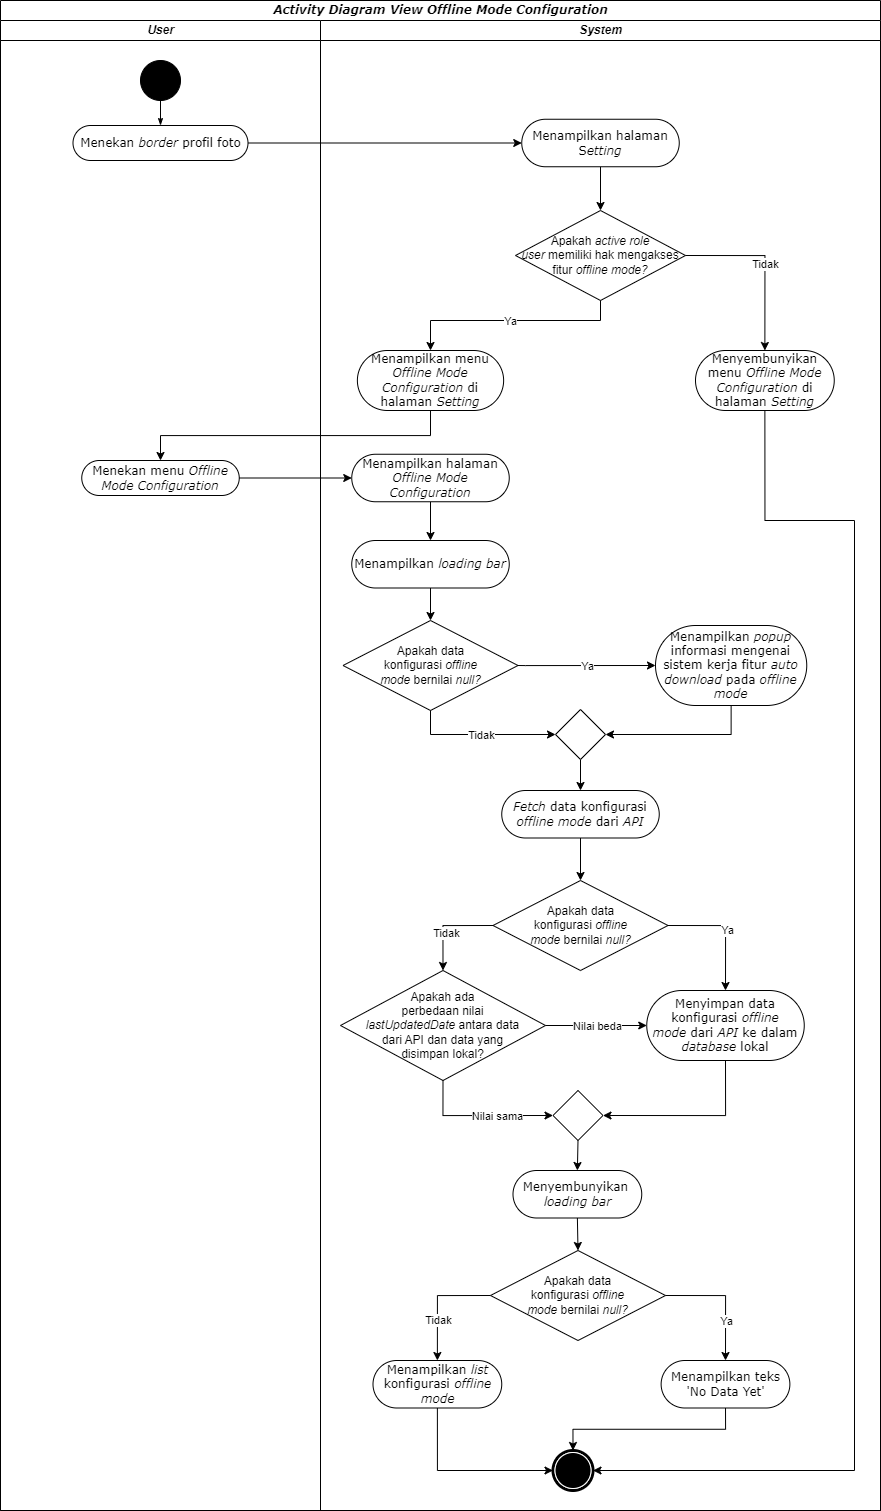 Activity Diagram View Offline Mode Configuration
User
System
Menekan border profil foto
Menampilkan halaman
Setting
Apakah active role
user memiliki hak mengakses
fitur offline mode?
Tidak
Ya
Menampilkan menu
Offline Mode
Configuration di
halaman Setting
Menyembunyikan
menu Offline Mode
Configuration di
halaman Setting
Menekan menu Offline
Mode Configuration
Menampilkan halaman
Offline Mode
Configuration
Menampilkan loading bar
Apakah data
konfigurasi offline
mode bernilai null?
Ya
Menampilkan popup
informasi mengenai
sistem kerja fitur auto
download pada offline
mode
Tidak
Fetch data konfigurasi
offline mode dari API
Apakah data
konfigurasi offline
mode bernilai null?
Tidak
Ya
Apakah ada
perbedaan nilai
lastUpdatedDate antara data
dari API dan data yang
disimpan lokal?
Nilai beda
Menyimpan data
konfigurasi offline
mode dari API ke dalam
database lokal
Nilai sama
Menyembunyikan
loading bar
Apakah data
konfigurasi offline
mode bernilai null?
Tidak
Ya
Menampilkan list
konfigurasi offline
mode
Menampilkan teks
'No Data Yet'